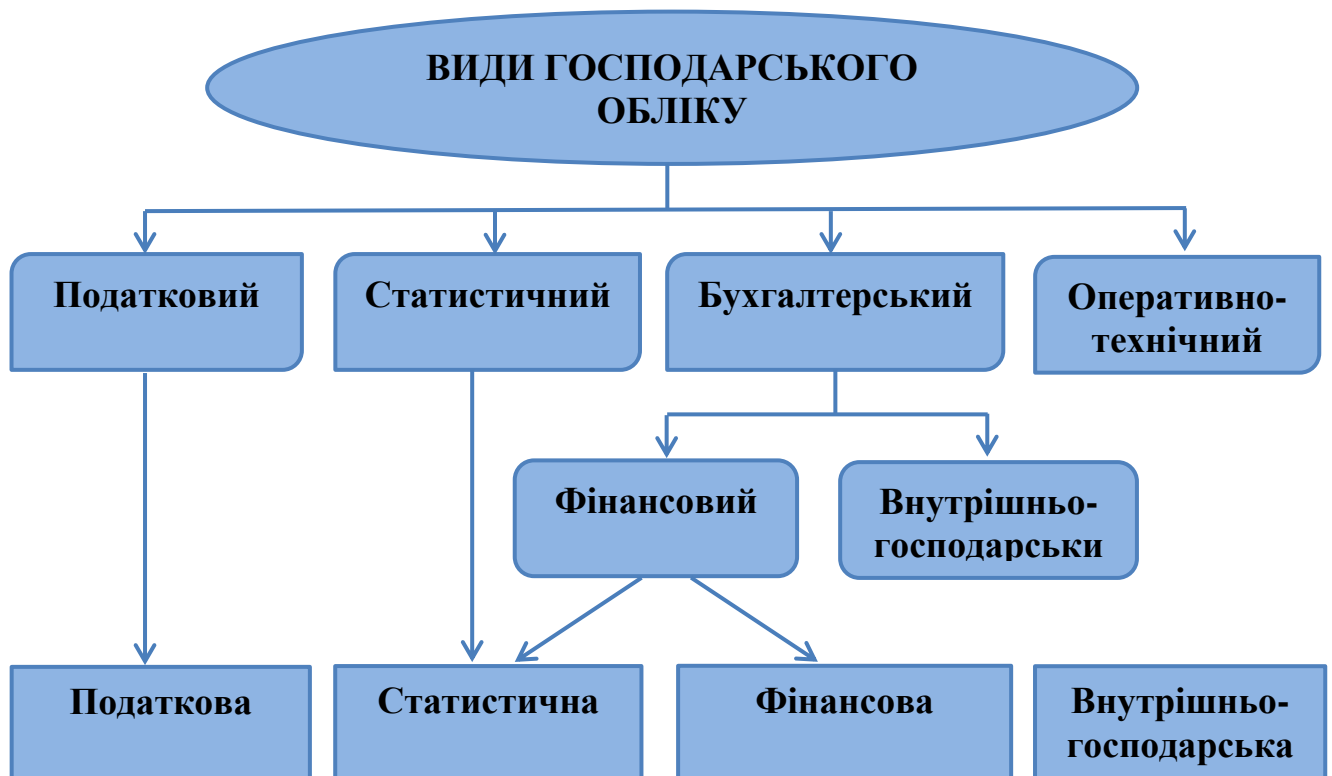 ВИДИ ГОСПОДАРСЬКОГО
ОБЛІКУ
Податковий
Статистичний
Бухгалтерський
Оперативно-
технічний
Фінансовий
Внутрішньо-
господарськи
Податкова
Статистична
Фінансова
Внутрішньо-
господарська